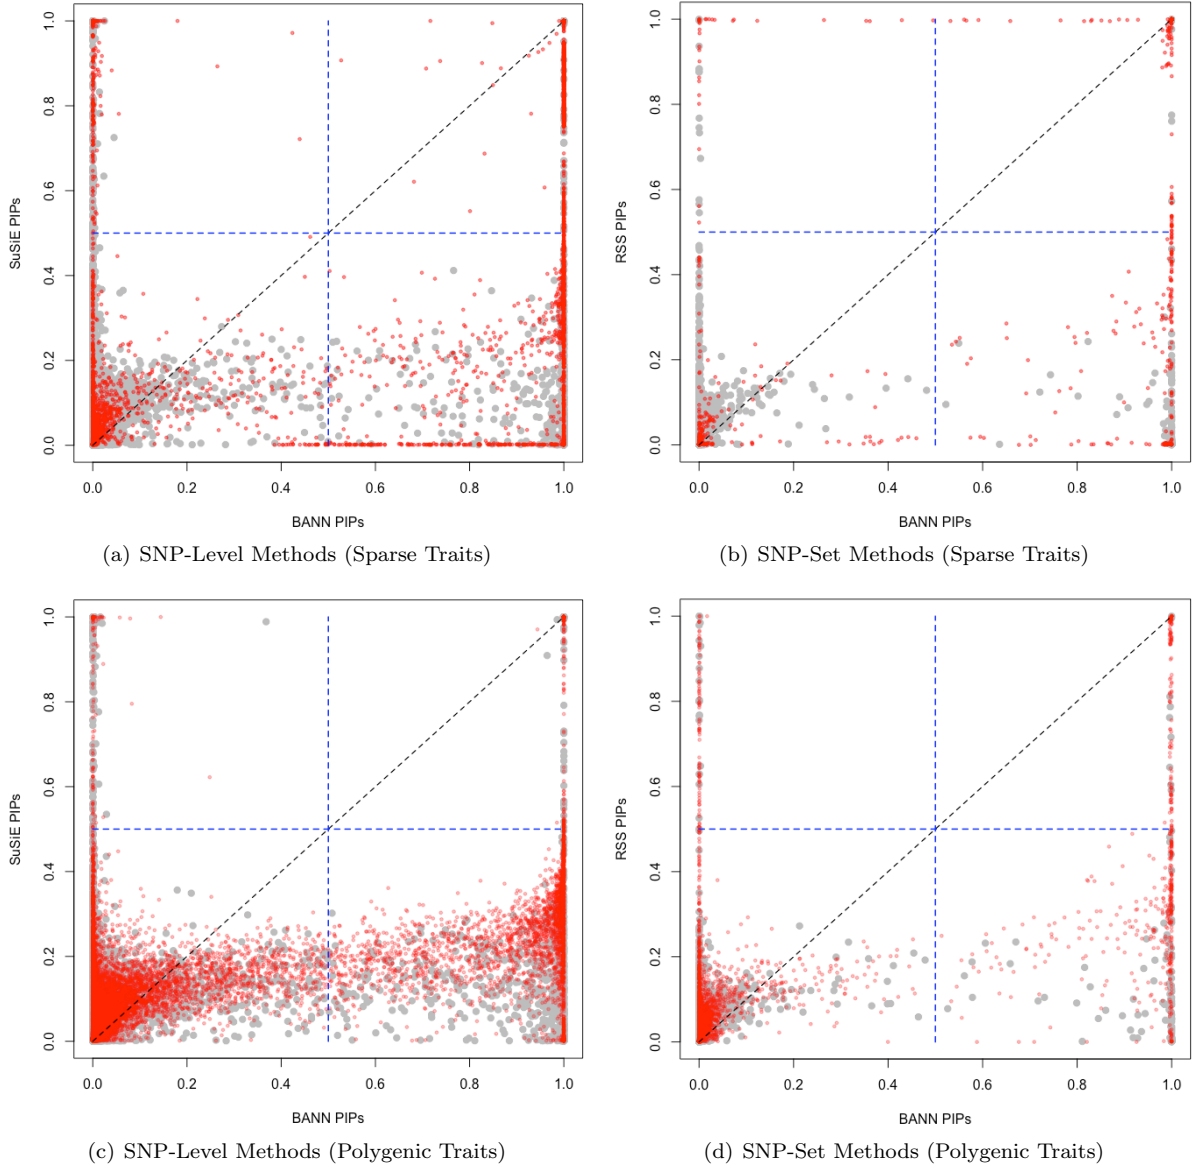 1.0
0.8
0.6
0.4
0.2
0.0
SuSiE PIPs
0.0 0.2 0.4 0.6 0.8 1.0
BANN PIPs
(a) SNP-Level Methods (Sparse Traits)
1.0
0.8
0.6
0.4
0.2
0.0
RSS PIPs
0.0 0.2 0.4 0.6 0.8 1.0
BANN PIPs
(b) SNP-Set Methods (Sparse Traits)
1.0
0.8
0.6
0.4
0.2
0.0
SuSiE PIPs
0.0 0.2 0.4 0.6 0.8 1.0
BANN PIPs
(c) SNP-Level Methods (Polygenic Traits)
1.0
0.8
0.6
0.4
0.2
0.0
RSS PIPs
0.0 0.2 0.4 0.6 0.8 1.0
BANN PIPs
(d) SNP-Set Methods (Polygenic Traits)